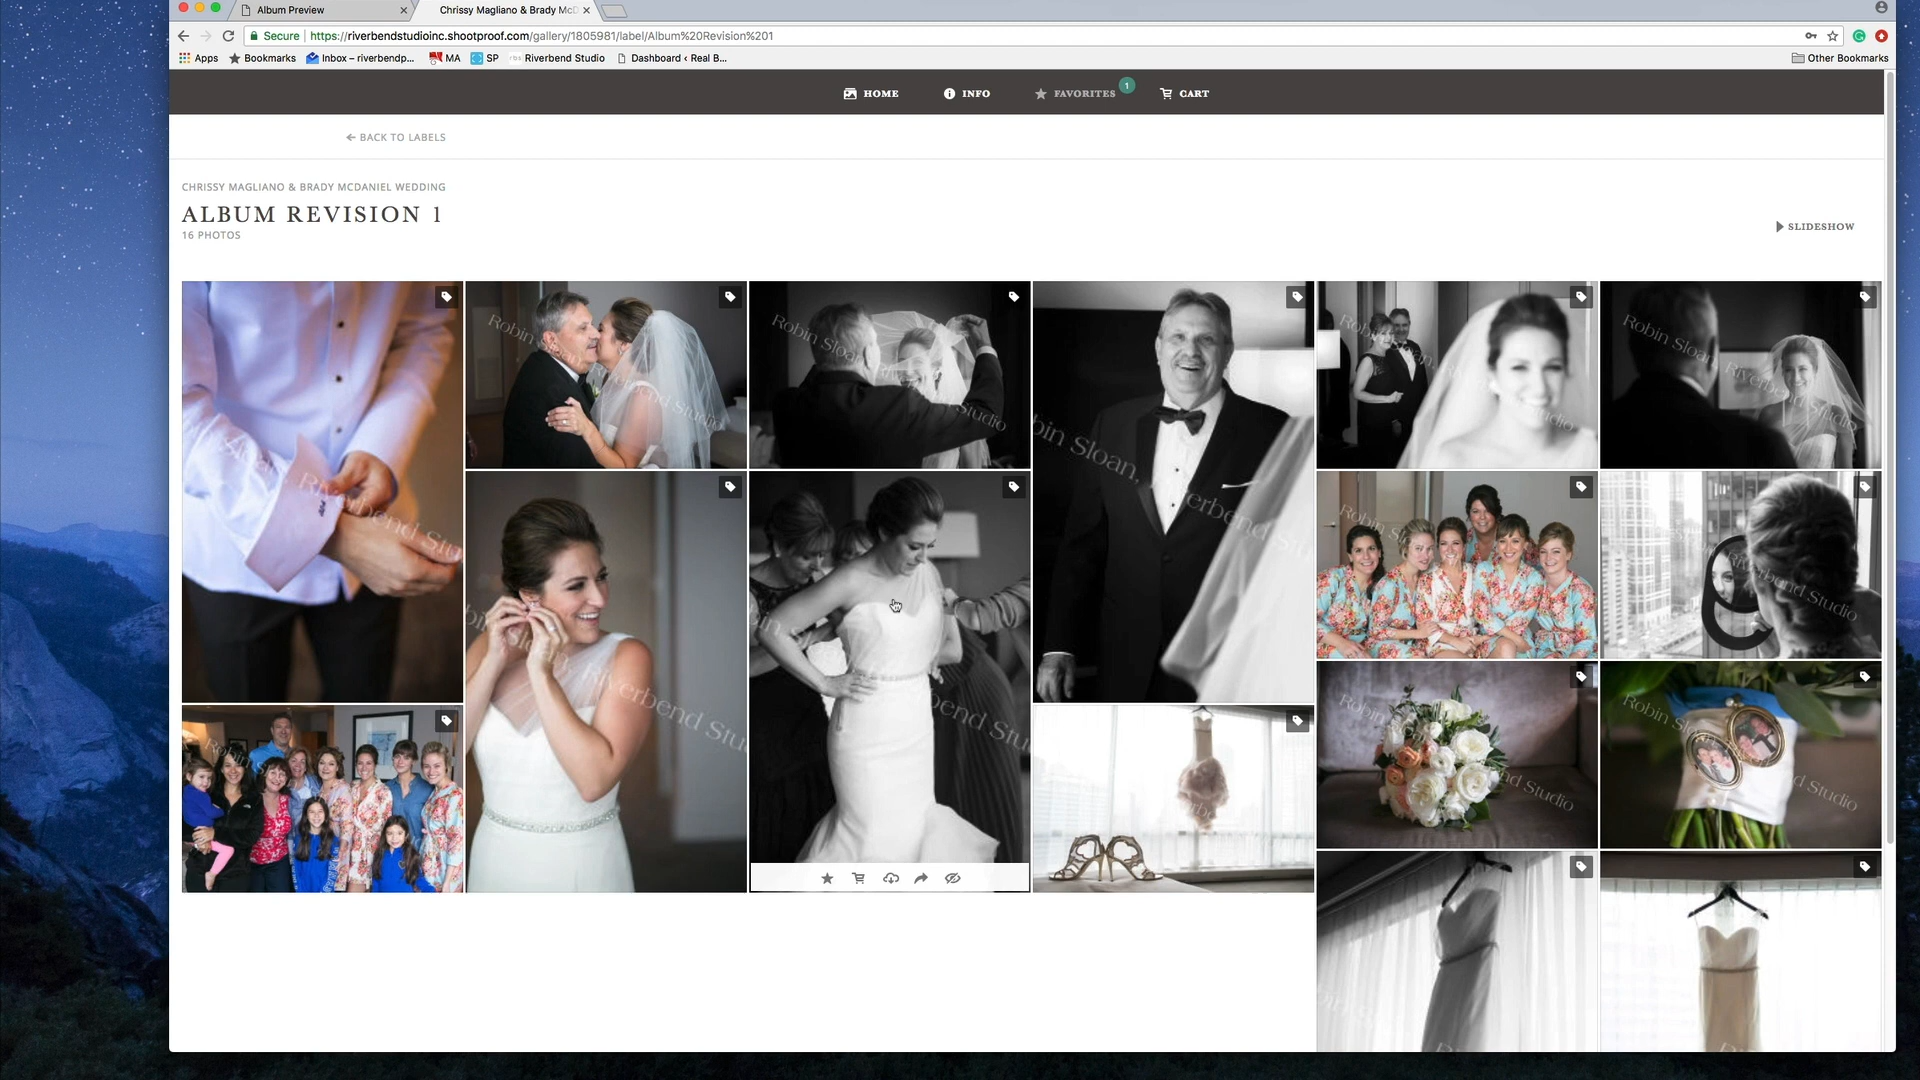 Album Preview
Chrissy Magliano & Brady McD
Secure
https://riverbendstudioinc.shootproof.com/gallery/1805981/label/Album%20Revision%201
Apps
Bookmarks
Inbox – riverbendp...
MA
SP
Riverbend Studio
Dashboard ‹ Real B...
Other Bookmarks
HOME
INFO
FAVORITES
1
CART
BACK TO LABELS
CHRISSY MAGLIANO & BRADY MCDANIEL WEDDING
ALBUM REVISION 1
16 PHOTOS
SLIDESHOW